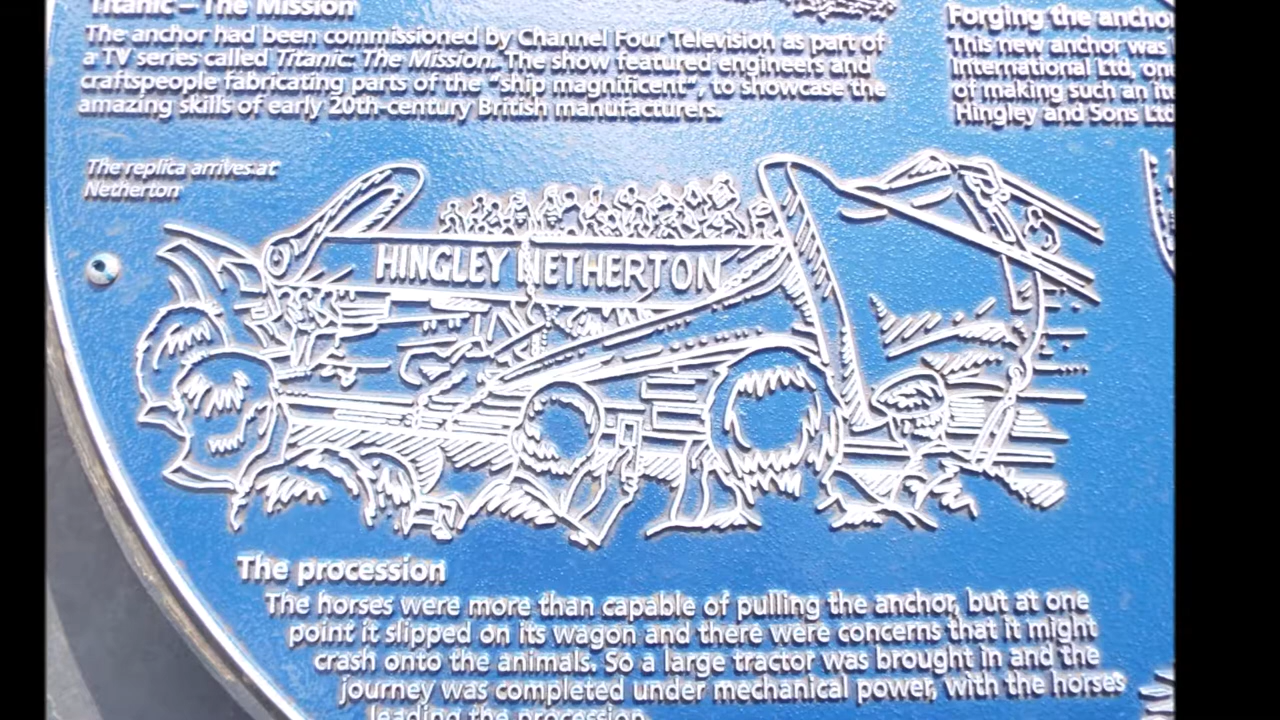 Titanic – The Mission
The anchor had been commissioned by Channel Four Television as part of
a TV series called Titanic: The Mission. The show featured engineers and
craftspeople fabricating parts of the "ship magnificent", to showcase the
amazing skills of early 20th-century British manufacturers.
Forging the
This new anchor was
International Ltd,
of making such an
Hingley and Sons
The replica arrives at
Netherton
HINGLEY NETHERTON
The procession
The horses were more than capable of pulling the anchor, but at one
point it slipped on its wagon and there were concerns that it might
crash onto the animals. So a large tractor was brought in and the
journey was completed under mechanical power, with the horses
leading the procession.